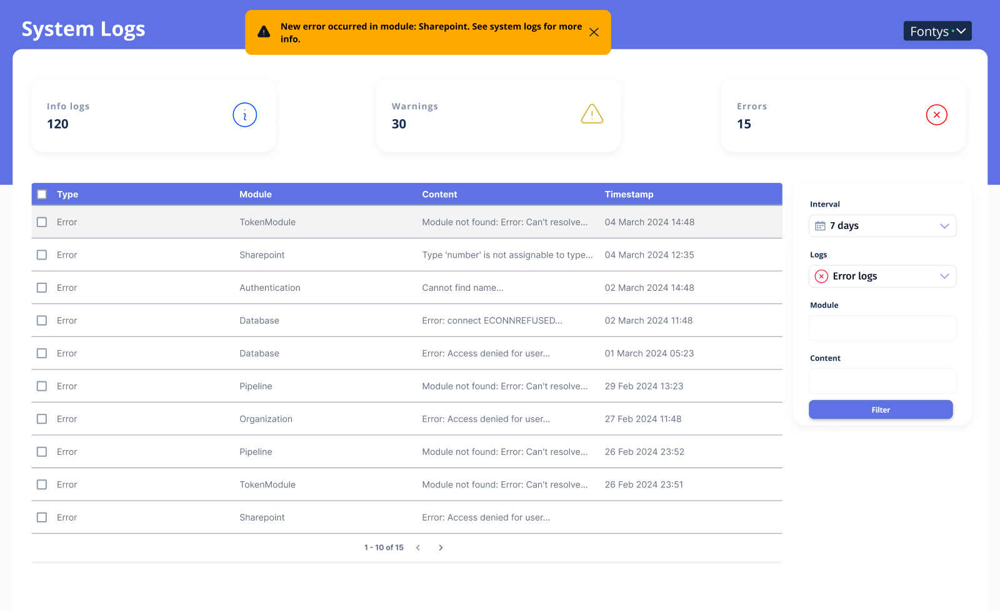 System Logs
New error occurred in module: Sharepoint. See system logs for more
info.
Fontys
Info logs
120
Warnings
30
Errors
15
Type Module Content Timestamp
Error TokenModule Module not found: Error: Can't resolve... 04 March 2024 14:48
Error Sharepoint Type 'number' is not assignable to type... 04 March 2024 12:35
Error Authentication Cannot find name... 02 March 2024 14:48
Error Database Error: connect ECONNREFUSED... 02 March 2024 11:48
Error Database Error: Access denied for user... 01 March 2024 05:23
Error Pipeline Module not found: Error: Can't resolve... 29 Feb 2024 13:23
Error Organization Error: Access denied for user... 27 Feb 2024 11:48
Error Pipeline Module not found: Error: Can't resolve... 26 Feb 2024 23:52
Error TokenModule Module not found: Error: Can't resolve... 26 Feb 2024 23:51
Error Sharepoint Error: Access denied for user...
1 - 10 of 15
Interval
7 days
Logs
Error logs
Module
Content
Filter